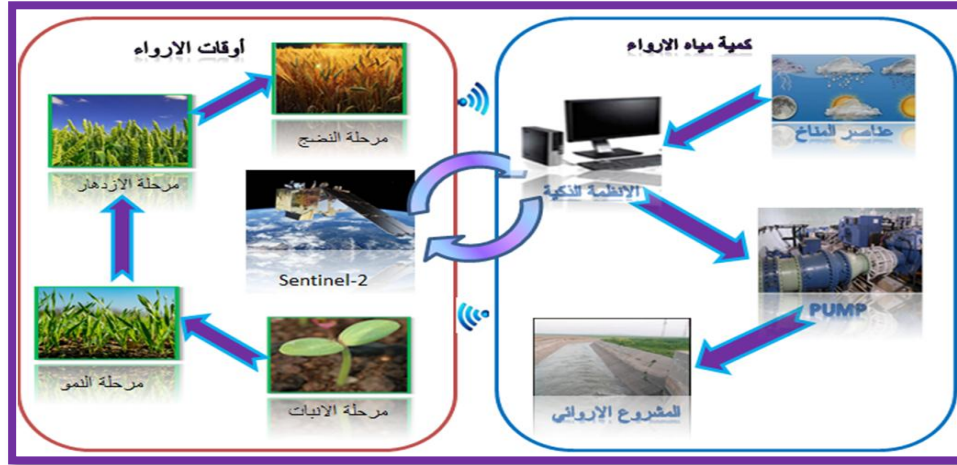 كمية مياه الارواء
عناصر المناخ
الانظمة الذكية
PUMP
المشروع الاروائي
أوقات الارواء
مرحلة النضج
مرحلة الازدهار
Sentinel-2
مرحلة النمو
مرحلة الانبات